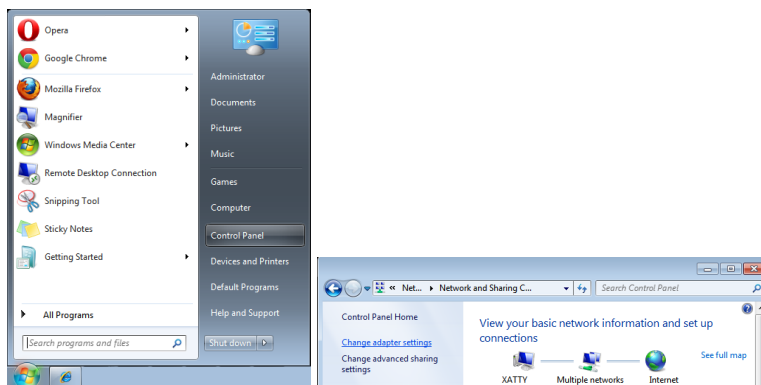 Opera
Google Chrome
Mozilla Firefox
Magnifier
Windows Media Center
Remote Desktop Connection
Snipping Tool
Sticky Notes
Getting Started
All Programs
Search programs and files
Administrator
Documents
Pictures
Music
Games
Computer
Control Panel
Devices and Printers
Default Programs
Help and Support
Shut down
« Net... Network and Sharing C...
Search Control Panel
Control Panel Home
Change adapter settings
Change advanced sharing
settings
View your basic network information and set up
connections
See full map
XATTY Multiple networks Internet